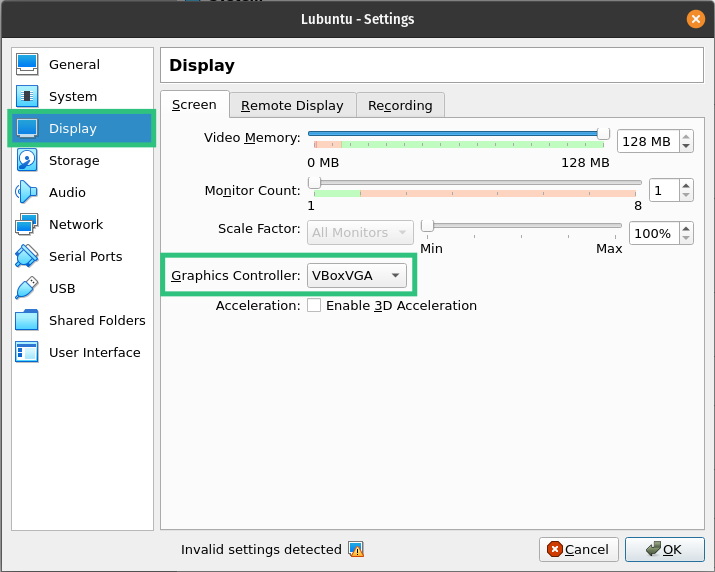 Lubuntu - Settings
General
System
Display
Storage
Audio
Network
Serial Ports
USB
Shared Folders
User Interface
Display
Screen
Remote Display
Recording
Video Memory:
128 MB
0 MB
128 MB
Monitor Count:
1
1
8
Scale Factor:
All Monitors
100%
Min
Max
Graphics Controller:
VBoxVGA
Acceleration:
Enable 3D Acceleration
Invalid settings detected
Cancel
OK